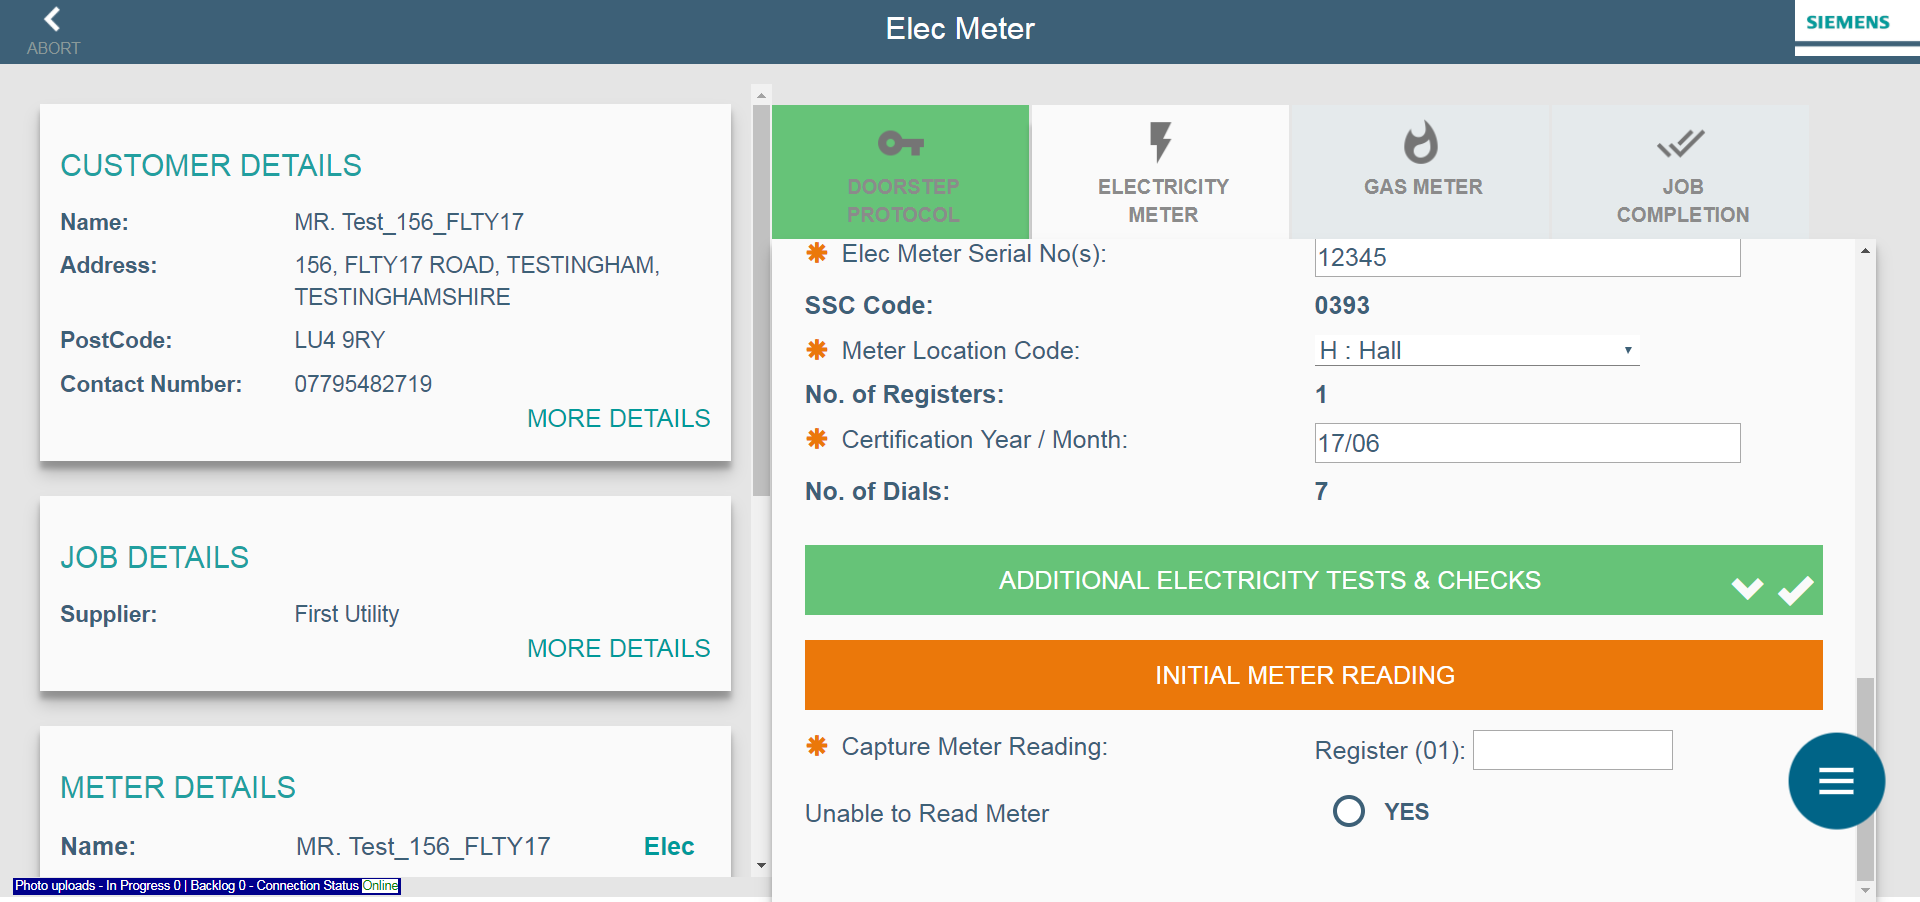 ABORT
Elec Meter
SIEMENS
CUSTOMER DETAILS
Name: MR. Test_156_FLTY17
Address: 156, FLTY17 ROAD, TESTINGHAM,
TESTINGHAMSHIRE
PostCode: LU4 9RY
Contact Number: 07795482719
MORE DETAILS
JOB DETAILS
Supplier: First Utility
MORE DETAILS
METER DETAILS
Name: MR. Test_156_FLTY17 Elec
Photo uploads - In Progress 0 | Backlog 0 - Connection Status Online
DOORSTEP
PROTOCOL
ELECTRICITY
METER
GAS METER
JOB
COMPLETION
✱ Elec Meter Serial No(s): 12345
SSC Code: 0393
✱ Meter Location Code: H : Hall
No. of Registers: 1
✱ Certification Year / Month: 17/06
No. of Dials: 7
ADDITIONAL ELECTRICITY TESTS & CHECKS
INITIAL METER READING
✱ Capture Meter Reading: Register (01):
Unable to Read Meter YES